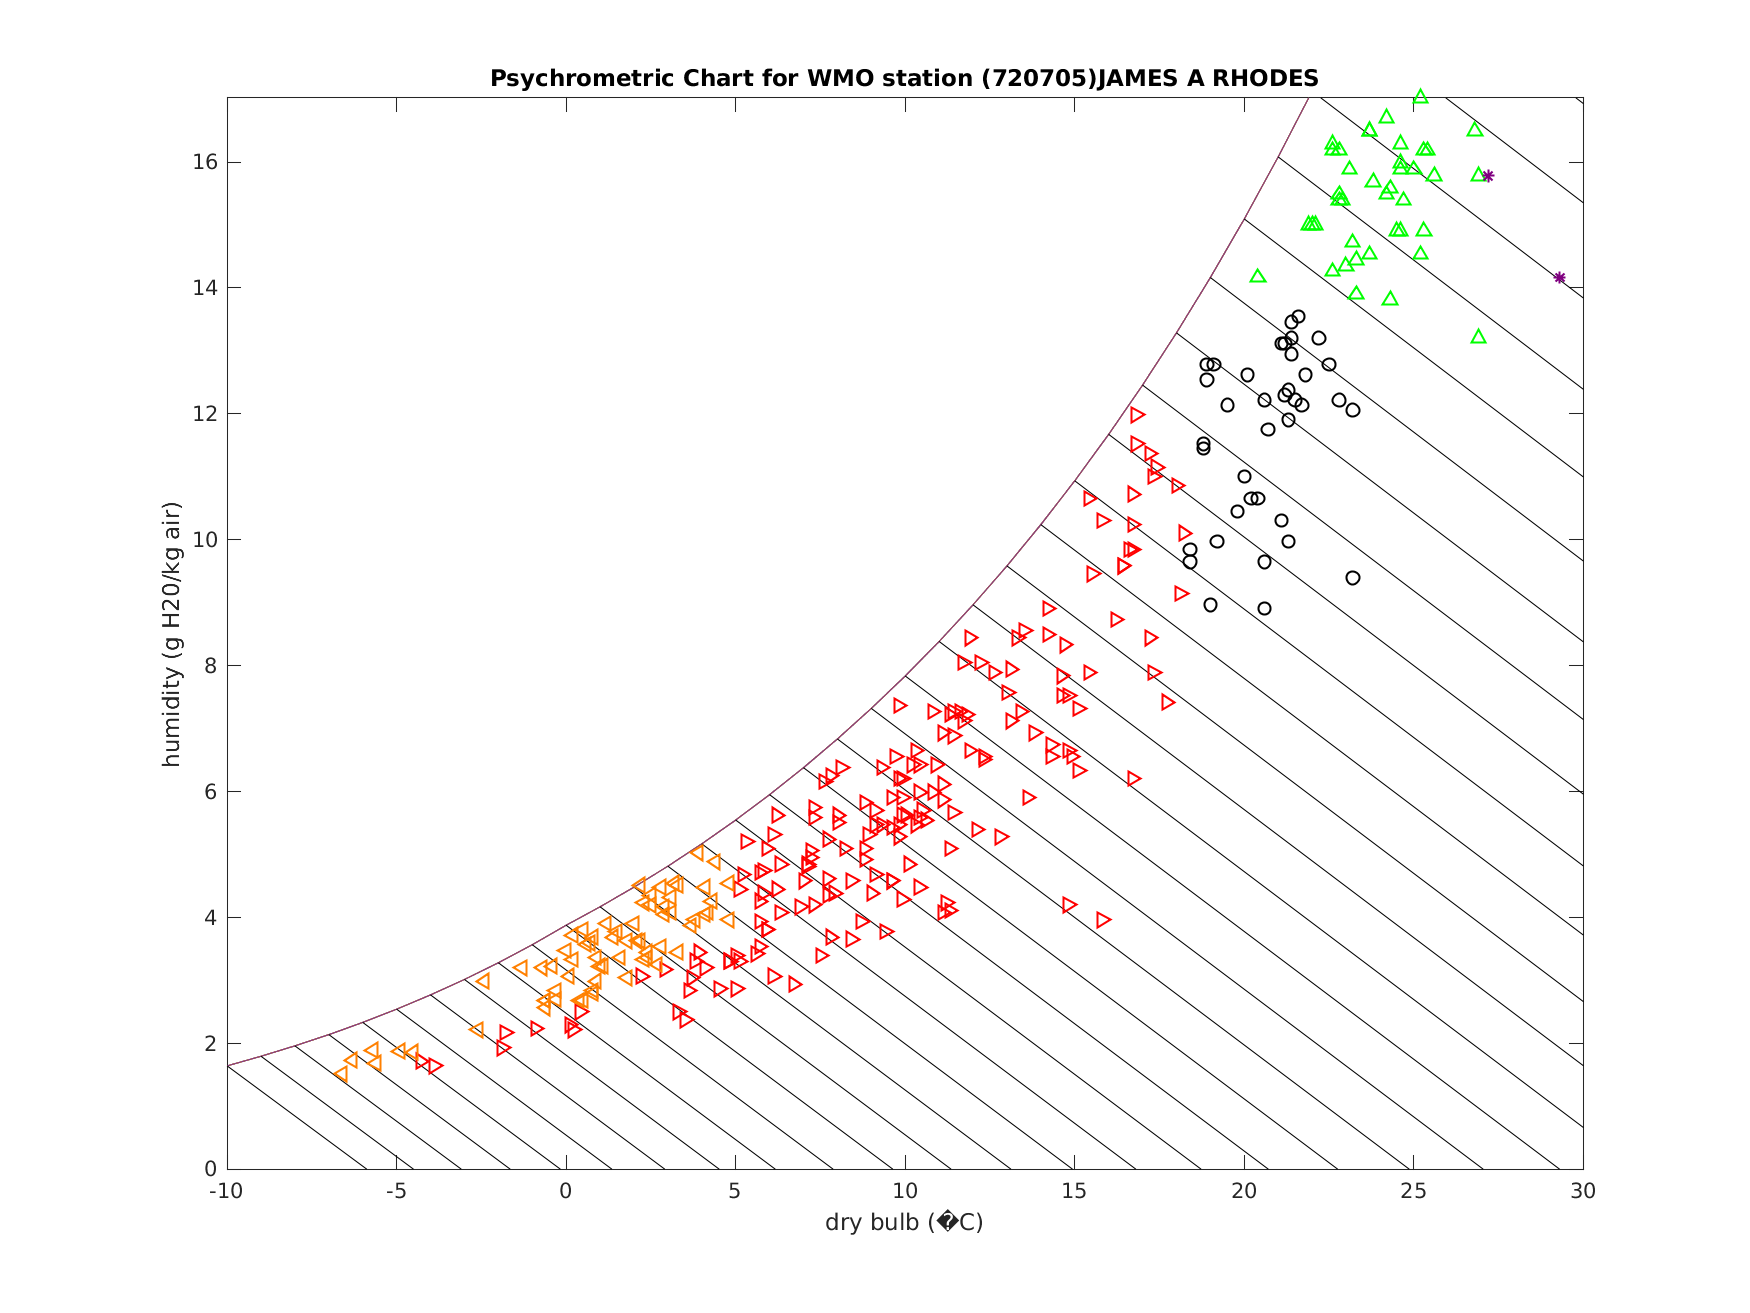 Psychrometric Chart for WMO station (720705)JAMES A RHODES
humidity (g H20/kg air)
16
14
12
10
8
6
4
2
0
-10 -5 0 5 10 15 20 25 30
dry bulb (�C)